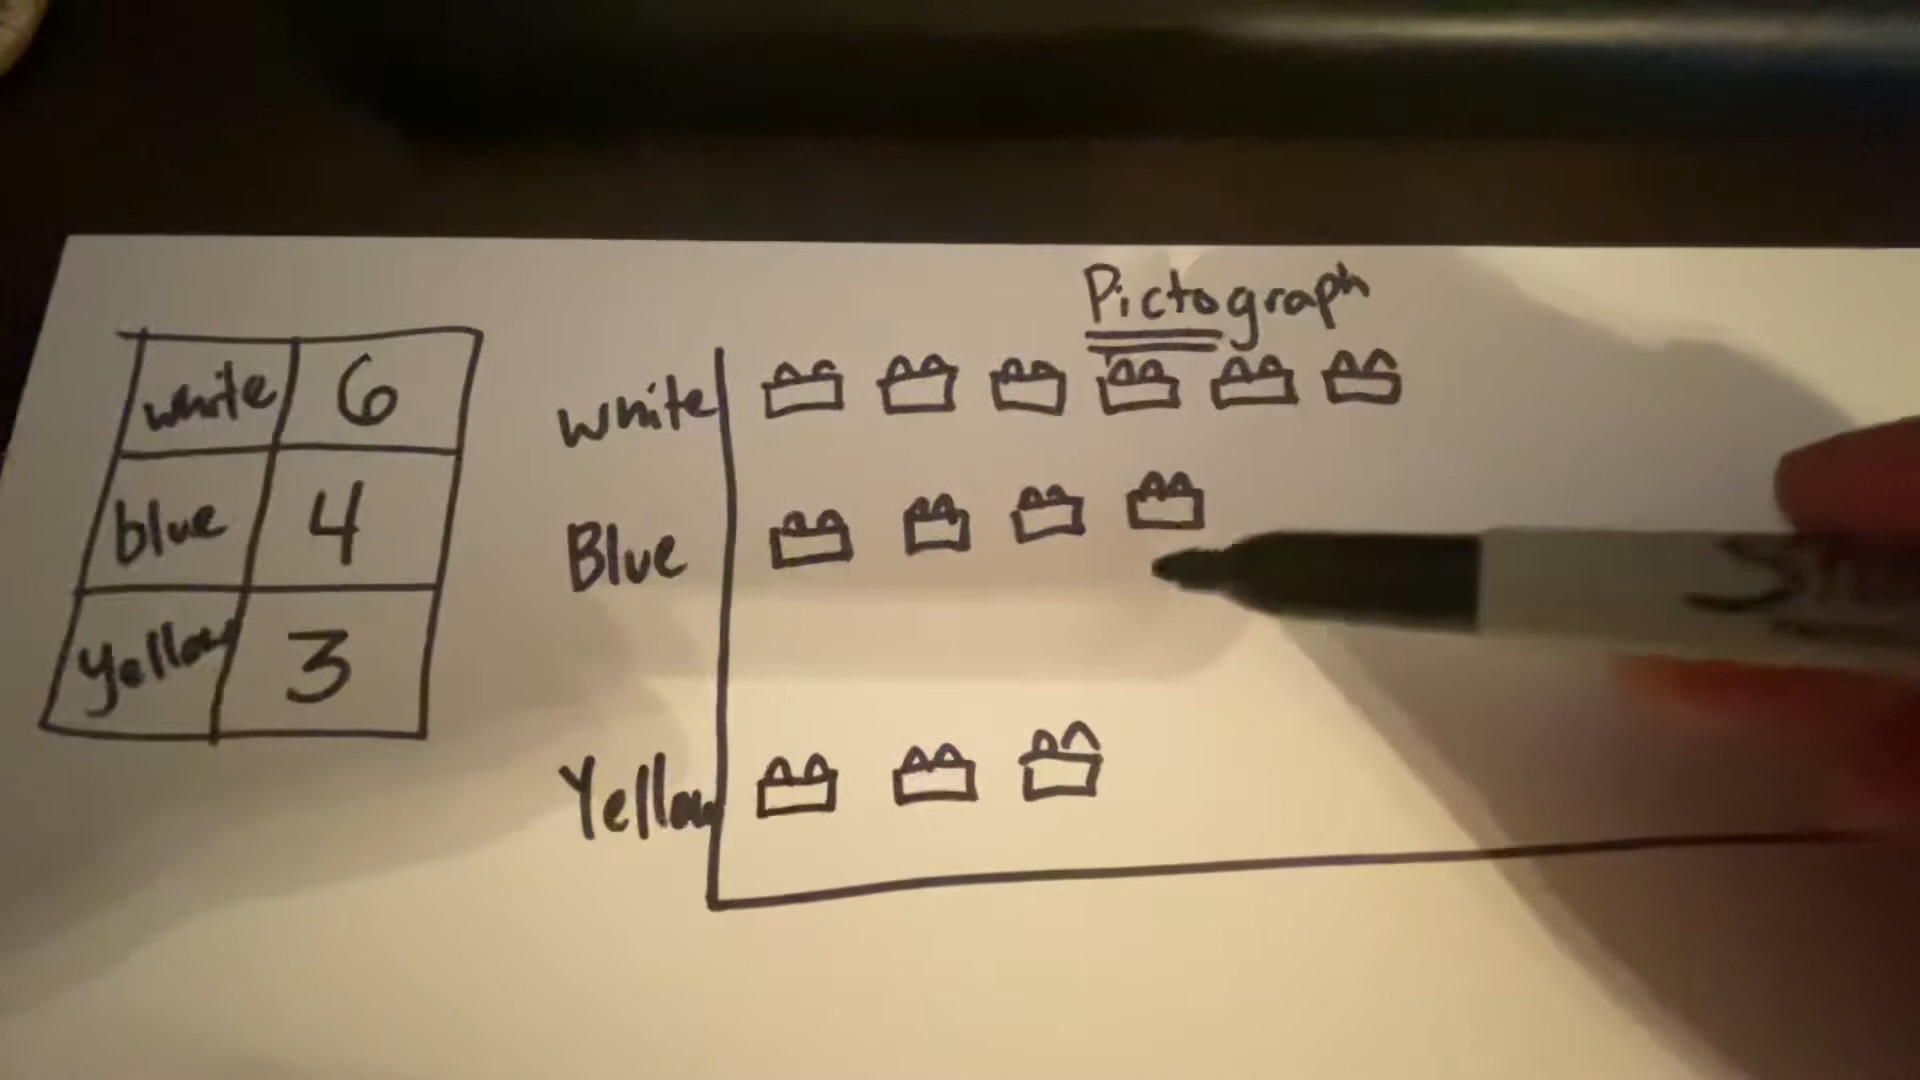 Pictograph
white 6
blue 4
yellow 3
white
Blue
Yellow